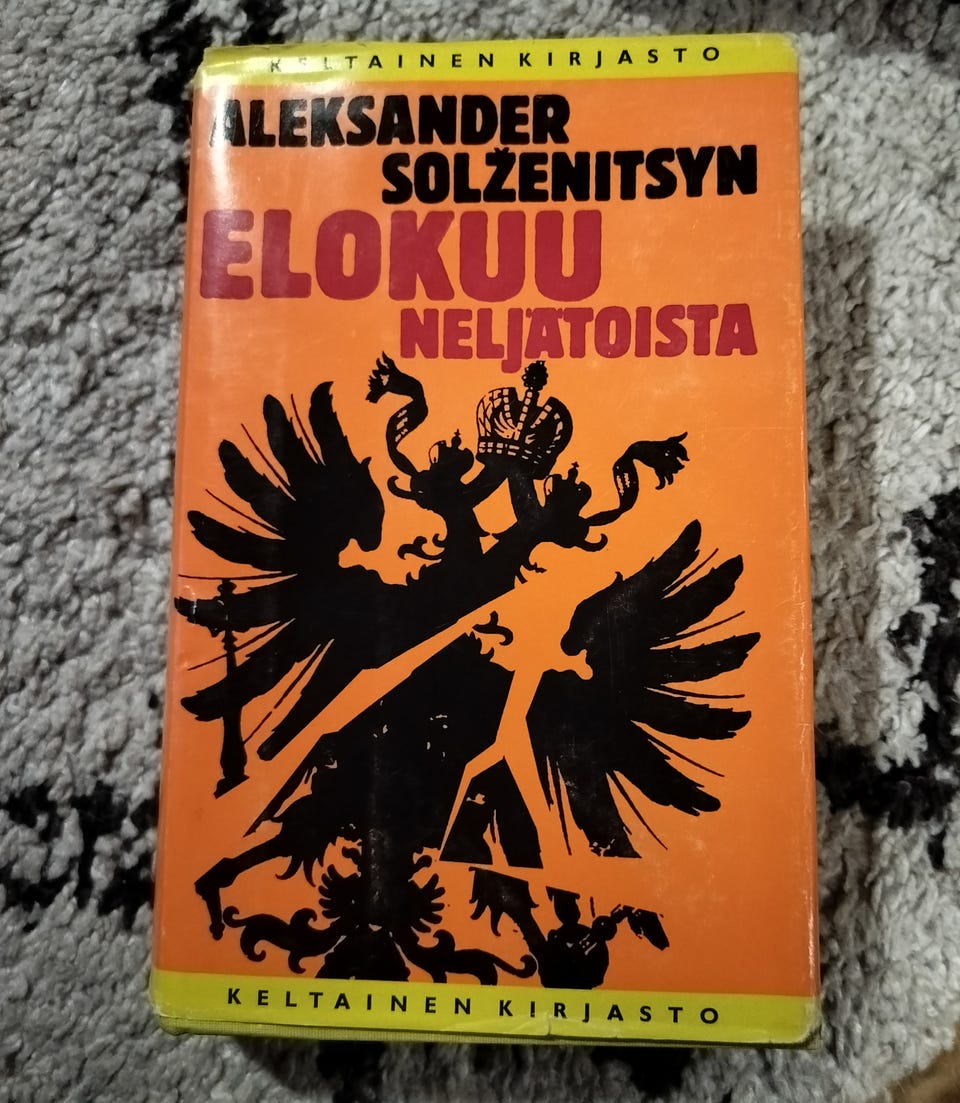 KELTAINEN KIRJASTO
ALEKSANDER
SOLŽENITSYN
ELOKUU
NELJÄTOISTA
KELTAINEN KIRJASTO